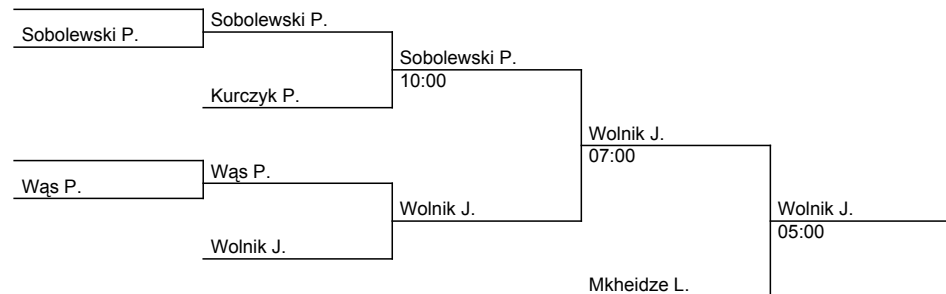 Sobolewski P.
Sobolewski P.
Sobolewski P.
10:00
Kurczyk P.
Wolnik J.
07:00
Wąs P.
Wąs P.
Wolnik J.
Wolnik J.
05:00
Wolnik J.
Mkheidze L.